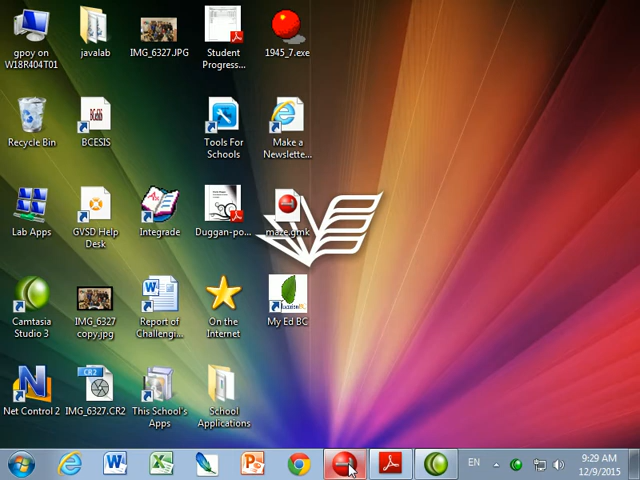 gpoy on
W18R404T01
javalab
IMG_6327.JPG
Student
Progress...
1945_7.exe
Recycle Bin
BCESIS
Tools For
Schools
Make a
Newslette...
Lab Apps
GVSD Help
Desk
Integrade
Duggan-po...
maze.gmk
Camtasia
Studio 3
IMG_6327
copy.jpg
Report of
Challengi...
On the
Internet
My Ed BC
CR2
Net Control 2
IMG_6327.CR2
This School's
Apps
School
Applications
EN
9:29 AM
12/9/2015